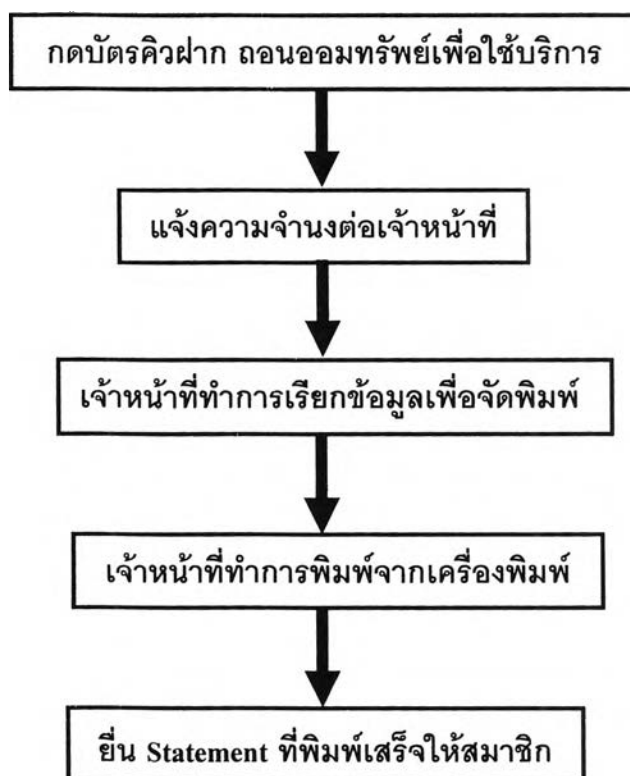 กดบัตรคิวฝาก ถอนออมทรัพย์เพื่อใช้บริการ
แจ้งความจำนงต่อเจ้าหน้าที่
เจ้าหน้าที่ทำการเรียกข้อมูลเพื่อจัดพิมพ์
เจ้าหน้าที่ทำการพิมพ์จากเครื่องพิมพ์
ยื่น Statement ที่พิมพ์เสร็จให้สมาชิก